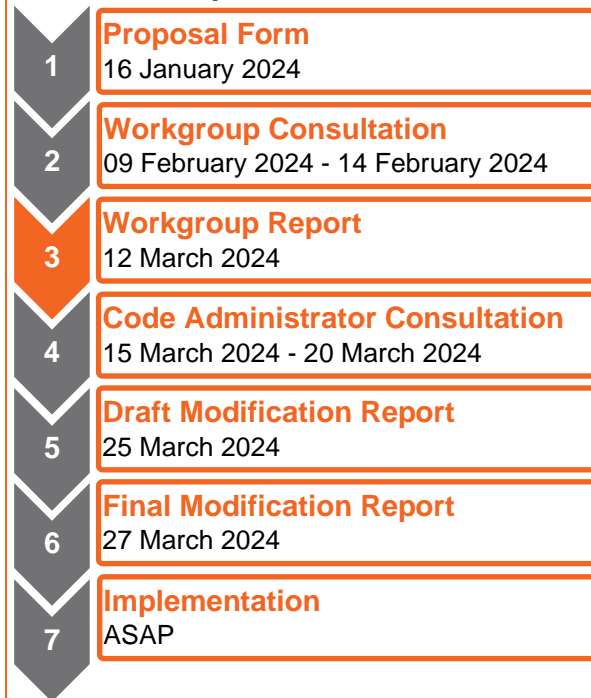 1
Proposal Form
16 January 2024
2
Workgroup Consultation
09 February 2024 - 14 February 2024
3
Workgroup Report
12 March 2024
4
Code Administrator Consultation
15 March 2024 - 20 March 2024
5
Draft Modification Report
25 March 2024
6
Final Modification Report
27 March 2024
7
Implementation
ASAP